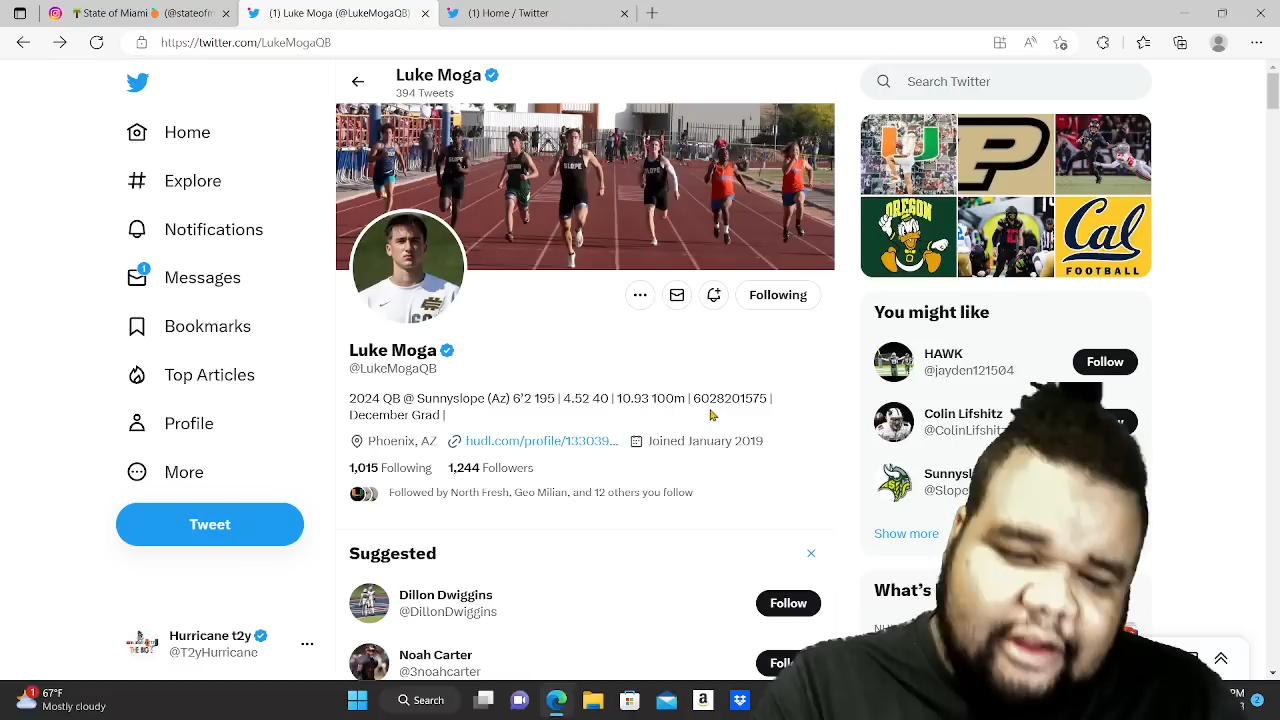 State of Miami (@stateofm
(1) Luke Moga (@LukeMogaQB)
(1) Home / Twitter
https://twitter.com/LukeMogaQB
Luke Moga
394 Tweets
Search Twitter
Home
Explore
Notifications
1
Messages
Bookmarks
Top Articles
Profile
More
Tweet
Hurricane t2y
@T2yHurricane
SLOPE
SLOPE
Following
Luke Moga
@LukeMogaQB
2024 QB @ Sunnyslope (Az) 6'2 195 | 4.52 40 | 10.93 100m | 6028201575 |
December Grad |
Phoenix, AZ hudl.com/profile/133039... Joined January 2019
1,015 Following 1,244 Followers
Followed by North Fresh, Geo Milian, and 12 others you follow
Suggested
Dillon Dwiggins
@DillonDwiggins
Follow
Noah Carter
@3noahcarter
OREGON
Cal
FOOTBALL
You might like
HAWK
@jayden121504
Follow
Colin Lifshitz
@ColinLifshitz
Sunnysl
@Slope
Show more
What's
1
67°F
Mostly cloudy
Search
2